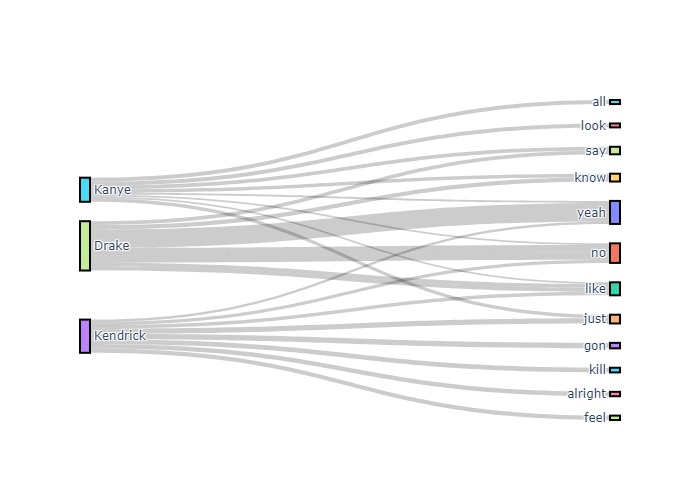 Kanye
Drake
Kendrick
all
look
say
know
yeah
no
like
just
gon
kill
alright
feel